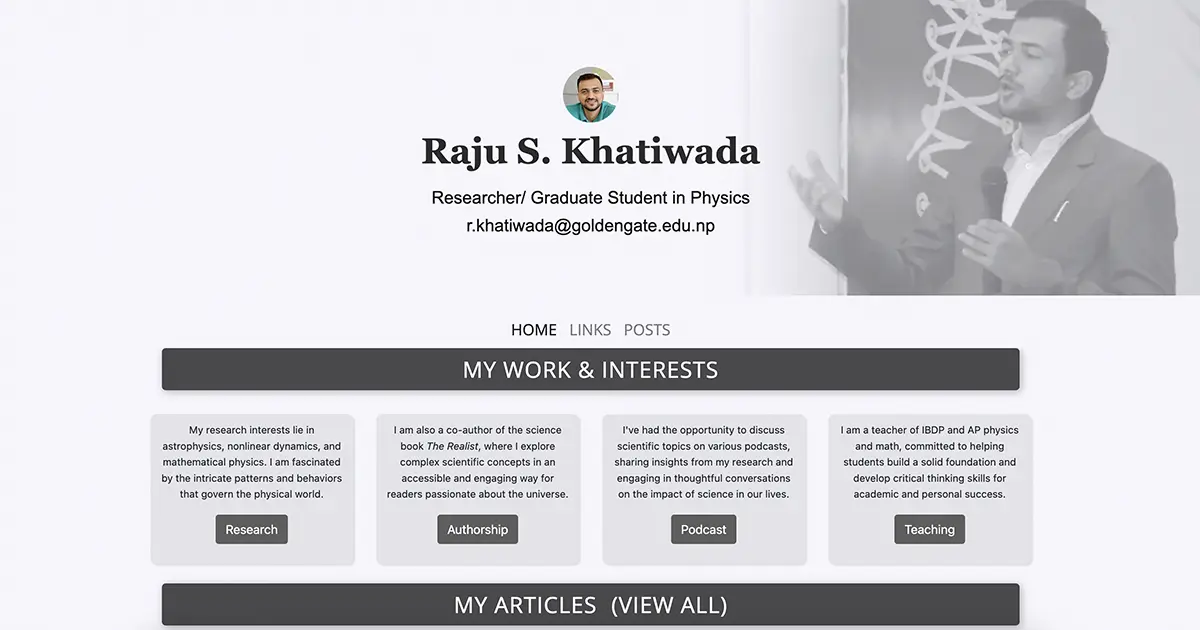 Raju S. Khatiwada
Researcher/ Graduate Student in Physics
r.khatiwada@goldengate.edu.np
HOME LINKS POSTS
MY WORK & INTERESTS
My research interests lie in
astrophysics, nonlinear dynamics, and
mathematical physics. I am fascinated
by the intricate patterns and behaviors
that govern the physical world.
Research
I am also a co-author of the science
book The Realist, where I explore
complex scientific concepts in an
accessible and engaging way for
readers passionate about the universe.
Authorship
I've had the opportunity to discuss
scientific topics on various podcasts,
sharing insights from my research and
engaging in thoughtful conversations
on the impact of science in our lives.
Podcast
I am a teacher of IBDP and AP physics
and math, committed to helping
students build a solid foundation and
develop critical thinking skills for
academic and personal success.
Teaching
MY ARTICLES (VIEW ALL)